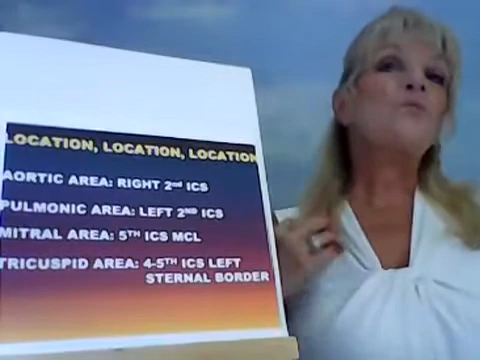 LOCATION, LOCATION, LOCATION
AORTIC AREA: RIGHT 2nd ICS
PULMONIC AREA: LEFT 2ND ICS
MITRAL AREA: 5TH ICS MCL
TRICUSPID AREA: 4-5TH ICS LEFT
STERNAL BORDER